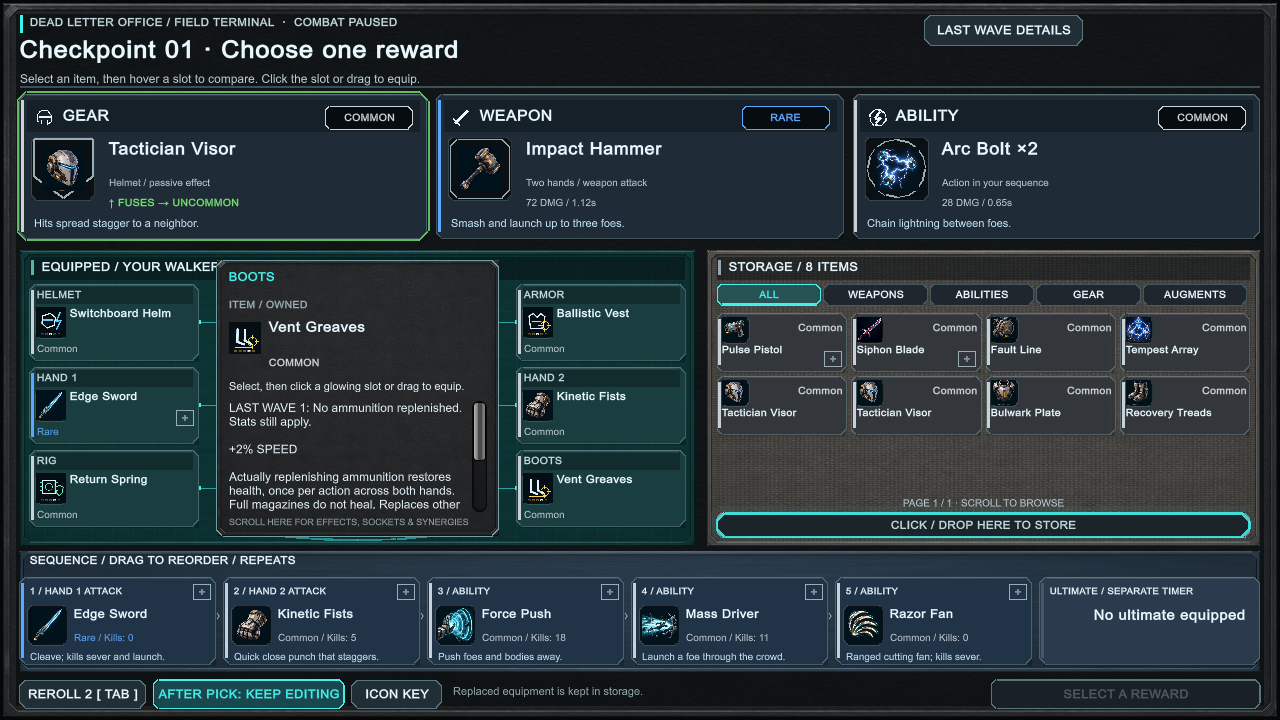 DEAD LETTER OFFICE / FIELD TERMINAL · COMBAT PAUSED
Checkpoint 01 · Choose one reward
LAST WAVE DETAILS
Select an item, then hover a slot to compare. Click the slot or drag to equip.
GEAR
COMMON
Tactician Visor
Helmet / passive effect
↑ FUSES → UNCOMMON
Hits spread stagger to a neighbor.
WEAPON
RARE
Impact Hammer
Two hands / weapon attack
72 DMG / 1.12s
Smash and launch up to three foes.
ABILITY
COMMON
Arc Bolt ×2
Action in your sequence
28 DMG / 0.65s
Chain lightning between foes.
EQUIPPED / YOUR WALKER
HELMET
Switchboard Helm
Common
HAND 1
Edge Sword
+
Rare
RIG
Return Spring
Common
BOOTS
ITEM / OWNED
Vent Greaves
COMMON
Select, then click a glowing slot or drag to equip.
LAST WAVE 1: No ammunition replenished.
Stats still apply.
+2% SPEED
Actually replenishing ammunition restores
health, once per action across both hands.
Full magazines do not heal. Replaces other
SCROLL HERE FOR EFFECTS, SOCKETS & SYNERGIES
ARMOR
Ballistic Vest
Common
HAND 2
Kinetic Fists
Common
BOOTS
Vent Greaves
Common
STORAGE / 8 ITEMS
ALL
WEAPONS
ABILITIES
GEAR
AUGMENTS
Common
Pulse Pistol
+
Common
Siphon Blade
+
Common
Fault Line
Common
Tempest Array
Common
Tactician Visor
Common
Tactician Visor
Common
Bulwark Plate
Common
Recovery Treads
PAGE 1 / 1 · SCROLL TO BROWSE
CLICK / DROP HERE TO STORE
SEQUENCE / DRAG TO REORDER / REPEATS
1 / HAND 1 ATTACK
+
Edge Sword
Rare / Kills: 0
Cleave; kills sever and launch.
2 / HAND 2 ATTACK
+
Kinetic Fists
Common / Kills: 5
Quick close punch that staggers.
3 / ABILITY
+
Force Push
Common / Kills: 18
Push foes and bodies away.
4 / ABILITY
+
Mass Driver
Common / Kills: 11
Launch a foe through the crowd.
5 / ABILITY
+
Razor Fan
Common / Kills: 0
Ranged cutting fan; kills sever.
ULTIMATE / SEPARATE TIMER
No ultimate equipped
REROLL 2 [ TAB ]
AFTER PICK: KEEP EDITING
ICON KEY
Replaced equipment is kept in storage.
SELECT A REWARD